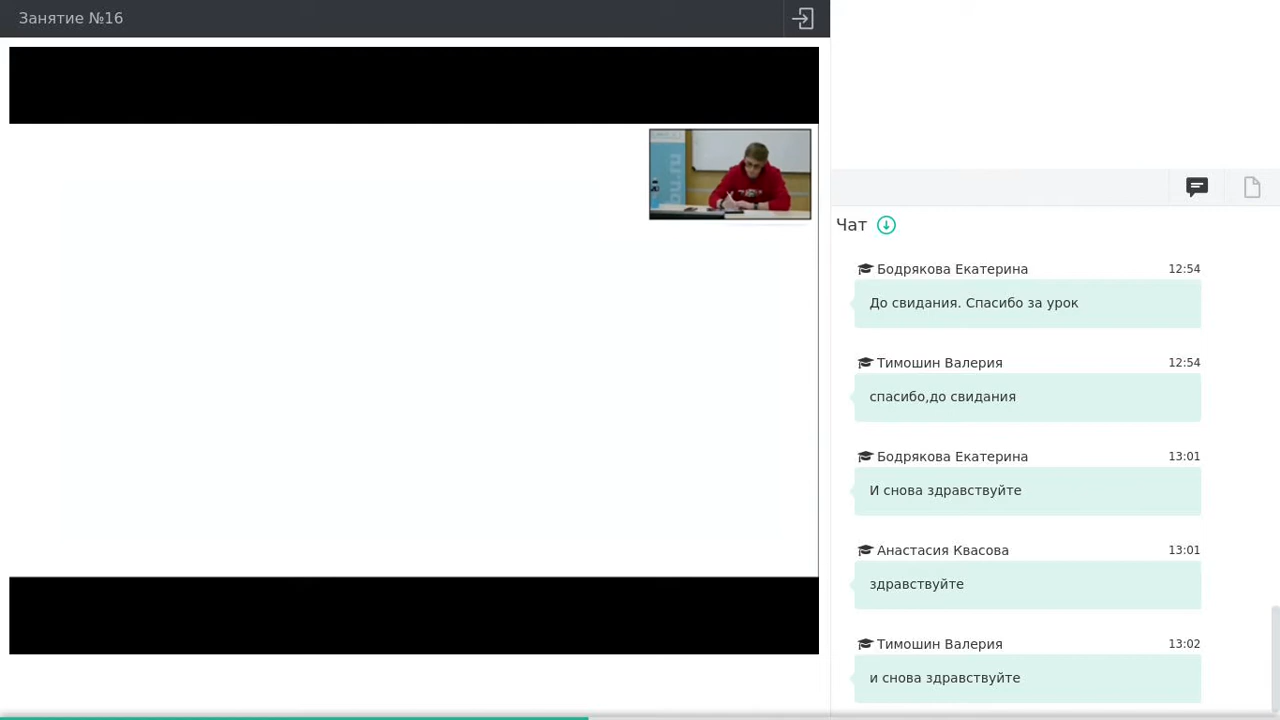 Занятие №16
Чат
Бодрякова Екатерина 12:54
До свидания. Спасибо за урок
Тимошин Валерия 12:54
спасибо,до свидания
Бодрякова Екатерина 13:01
И снова здравствуйте
Анастасия Квасова 13:01
здравствуйте
Тимошин Валерия 13:02
и снова здравствуйте